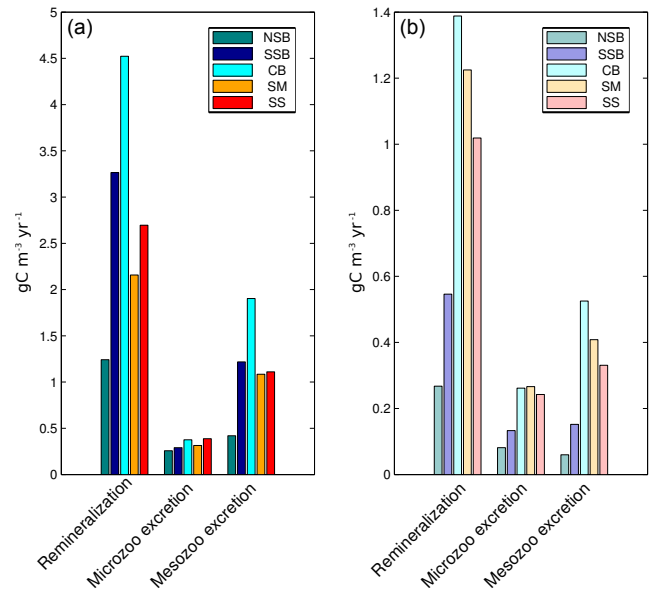 (a)
NSB
SSB
CB
SM
SS
5
4.5
4
3.5
3
2.5
2
1.5
1
0.5
0
gC m⁻³ yr⁻¹
Remineralization
Microzoo excretion
Mesozoo excretion
(b)
NSB
SSB
CB
SM
SS
1.4
1.2
1
0.8
0.6
0.4
0.2
0
gC m⁻³ yr⁻¹
Remineralization
Microzoo excretion
Mesozoo excretion